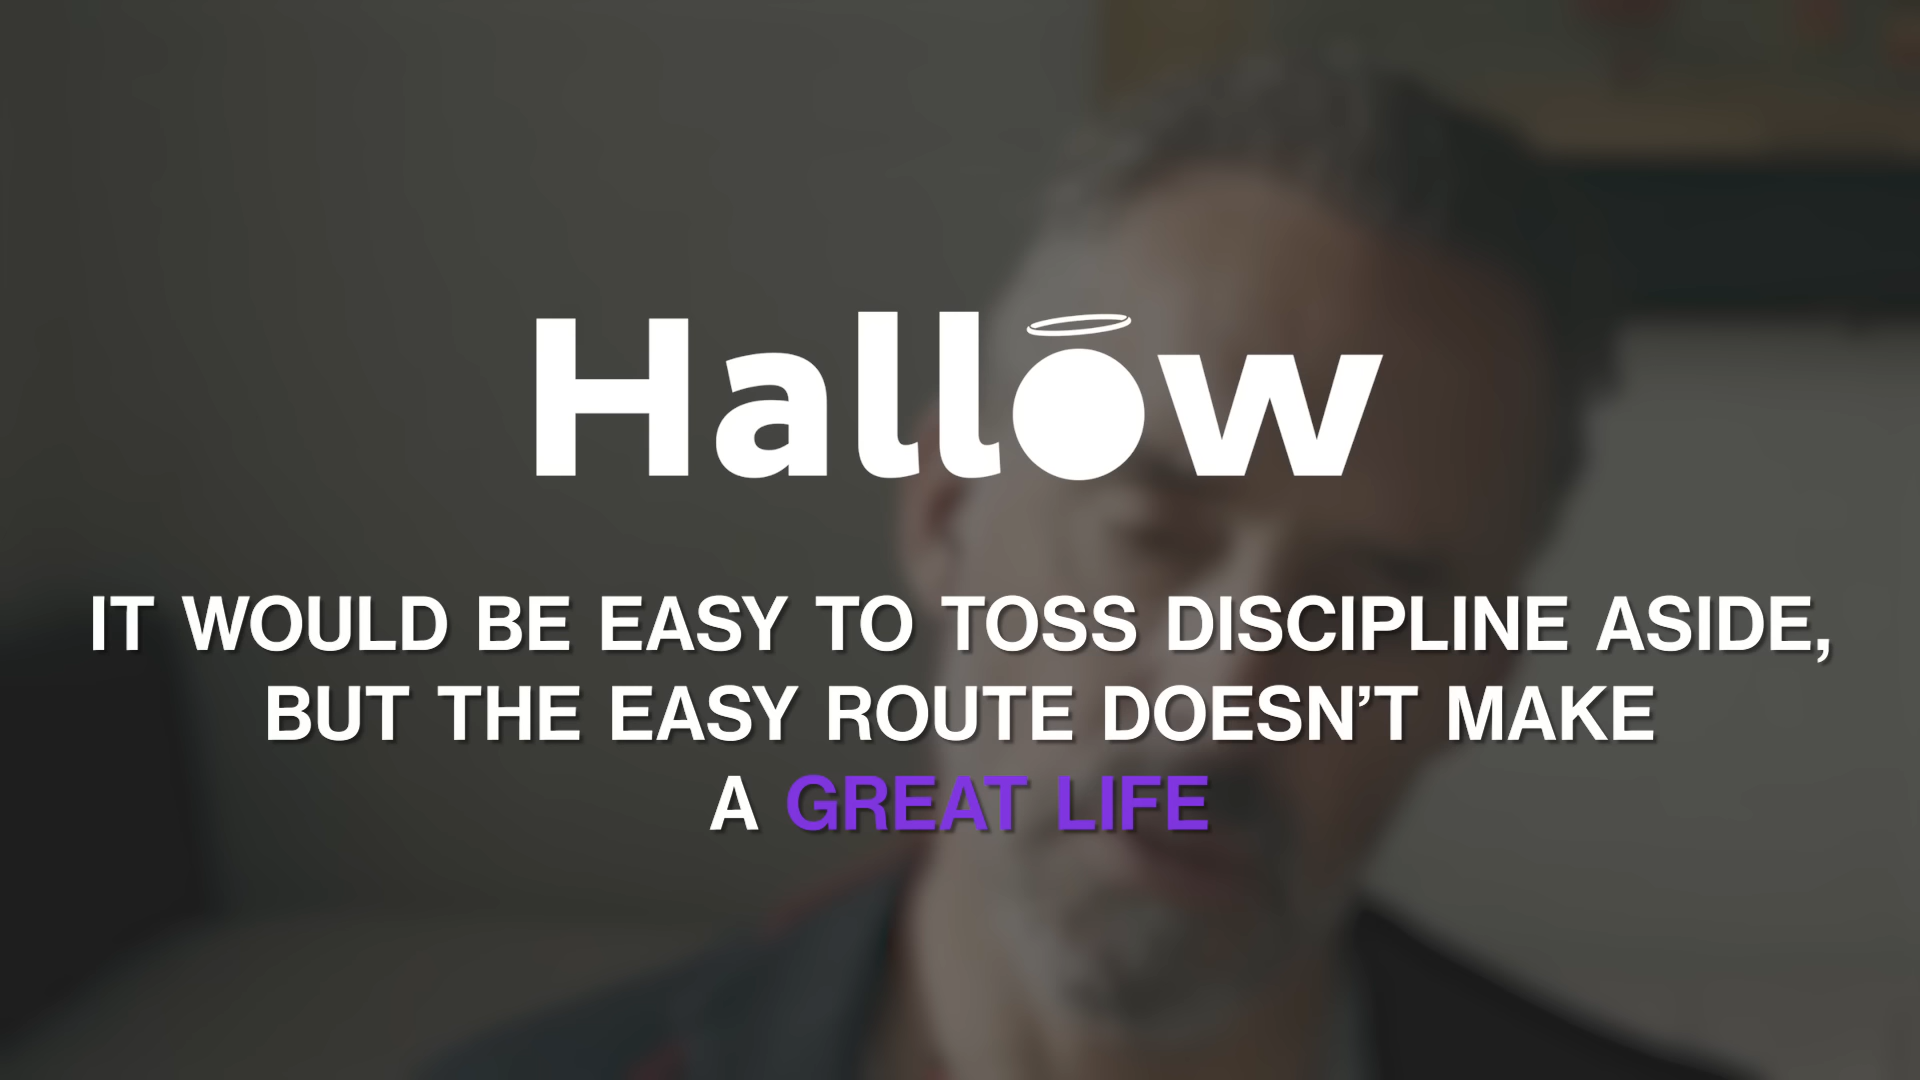 Hallow
IT WOULD BE EASY TO TOSS DISCIPLINE ASIDE,
BUT THE EASY ROUTE DOESN’T MAKE
A GREAT LIFE